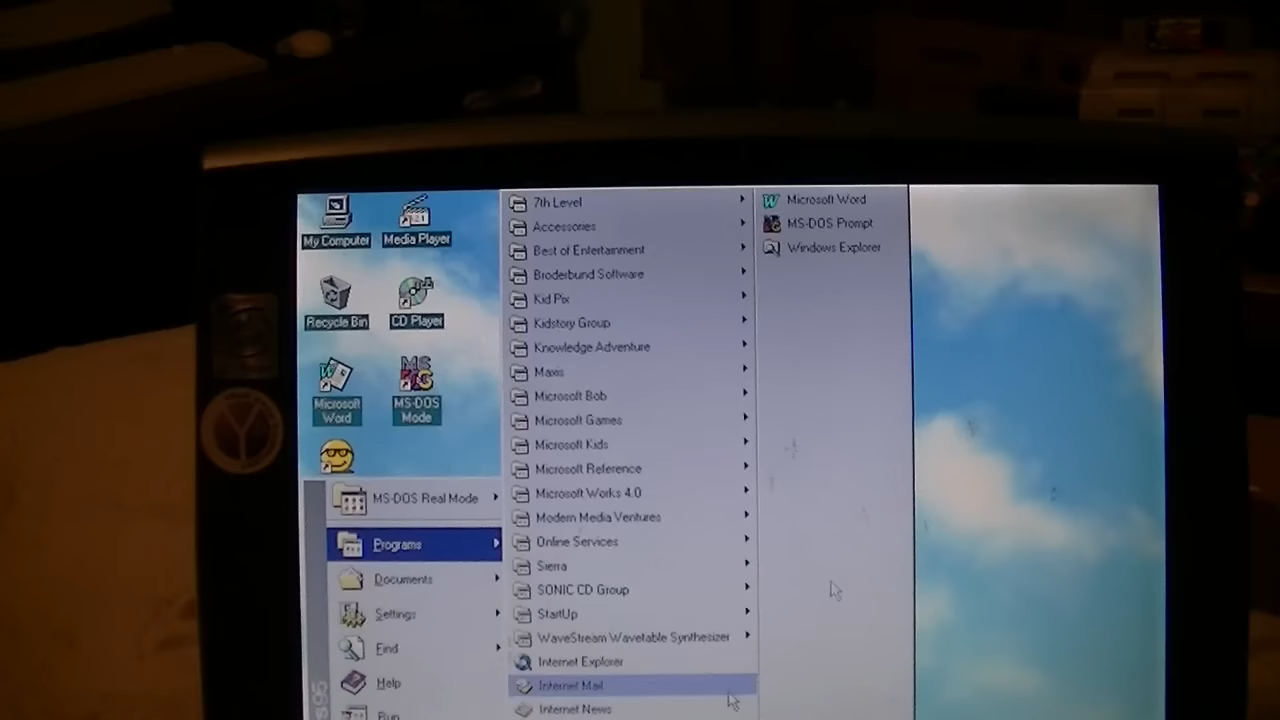 My Computer
Media Player
Recycle Bin
CD Player
Microsoft
Word
MS
MS-DOS
Mode
MS-DOS Real Mode
Programs
Documents
Settings
Find
Help
Run
s95
7th Level
Accessories
Best of Entertainment
Broderbund Software
Kid Pix
Kidstory Group
Knowledge Adventure
Maxis
Microsoft Bob
Microsoft Games
Microsoft Kids
Microsoft Reference
Microsoft Works 4.0
Modern Media Ventures
Online Services
Sierra
SONIC CD Group
StartUp
WaveStream Wavetable Synthesizer
Internet Explorer
Internet Mail
Internet News
Microsoft Word
MS-DOS Prompt
Windows Explorer